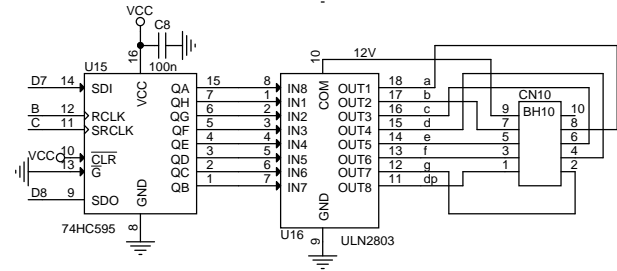 VCC
C8
100n
U15
16
VCC
D7 14 SDI QA 15 8 IN8
QH 7 1 IN1
B 12 RCLK QG 6 2 IN2
C 11 SRCLK QF 5 3 IN3
QE 4 4 IN4
VCC 10 CLR QD 3 5 IN5
13 G QC 2 6 IN6
QB 1 7 IN7
D8 9 SDO
GND
8
74HC595
10
COM
12V
OUT1 18 a
OUT2 17 b
OUT3 16 c
OUT4 15 d
OUT5 14 e
OUT6 13 f
OUT7 12 g
OUT8 11 dp
GND
9
U16
ULN2803
CN10
BH10
9 10
7 8
5 6
3 4
1 2